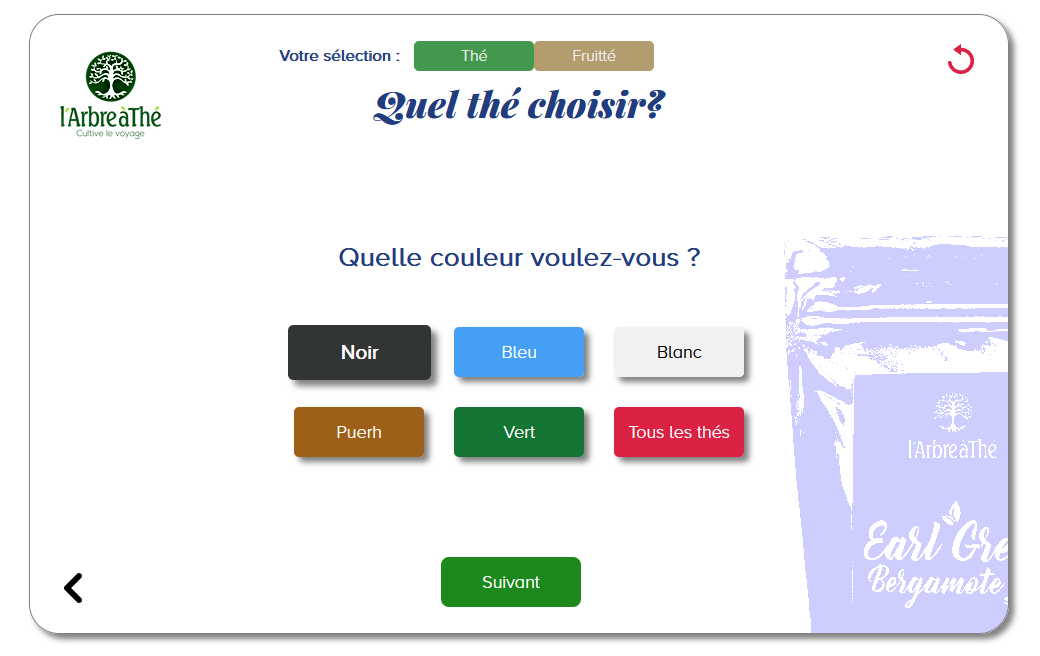 Votre sélection : Thé Fruitté
l'ArbreàThé
Cultive le voyage
Quel thé choisir?
Quelle couleur voulez-vous ?
Noir Bleu Blanc
Puerh Vert Tous les thés
l'ArbreàThé
Earl Gre
Bergamote
Suivant